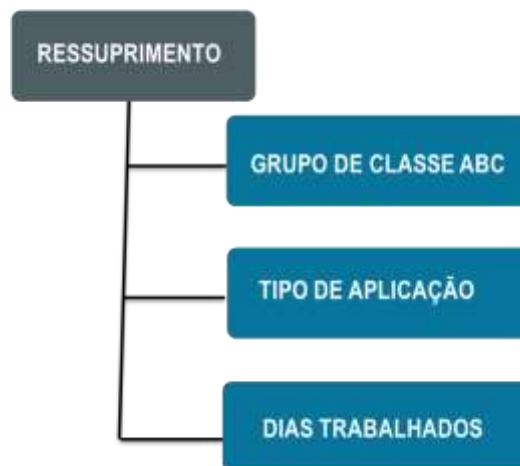 RESSUPRIMENTO
GRUPO DE CLASSE ABC
TIPO DE APLICAÇÃO
DIAS TRABALHADOS